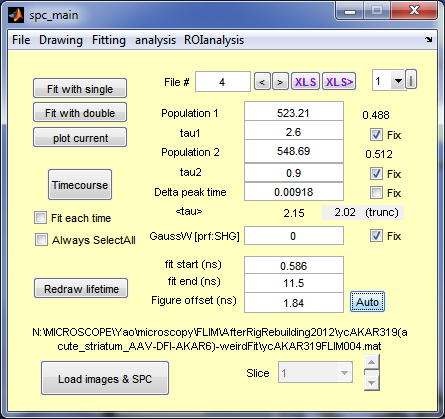 spc_main
File Drawing Fitting analysis ROIanalysis
File # 4 < > XLS XLS> 1
Fit with single
Fit with double
plot current
Population 1 523.21 0.488
tau1 2.6 Fix
Population 2 548.69 0.512
tau2 0.9 Fix
Timecourse
Delta peak time 0.00918 Fix
<tau> 2.15 2.02 (trunc)
Fit each time
Always SelectAll
GaussW [prf:SHG] 0 Fix
fit start (ns) 0.586
fit end (ns) 11.5
Redraw lifetime
Figure offset (ns) 1.84 Auto
N:\MICROSCOPE\Yao\microscopy\FLIM\AfterRigRebuilding2012\ycAKAR319(a
cute_striatum_AAV-DFI-AKAR6)-weirdFit\ycAKAR319FLIM004.mat
Load images & SPC
Slice 1